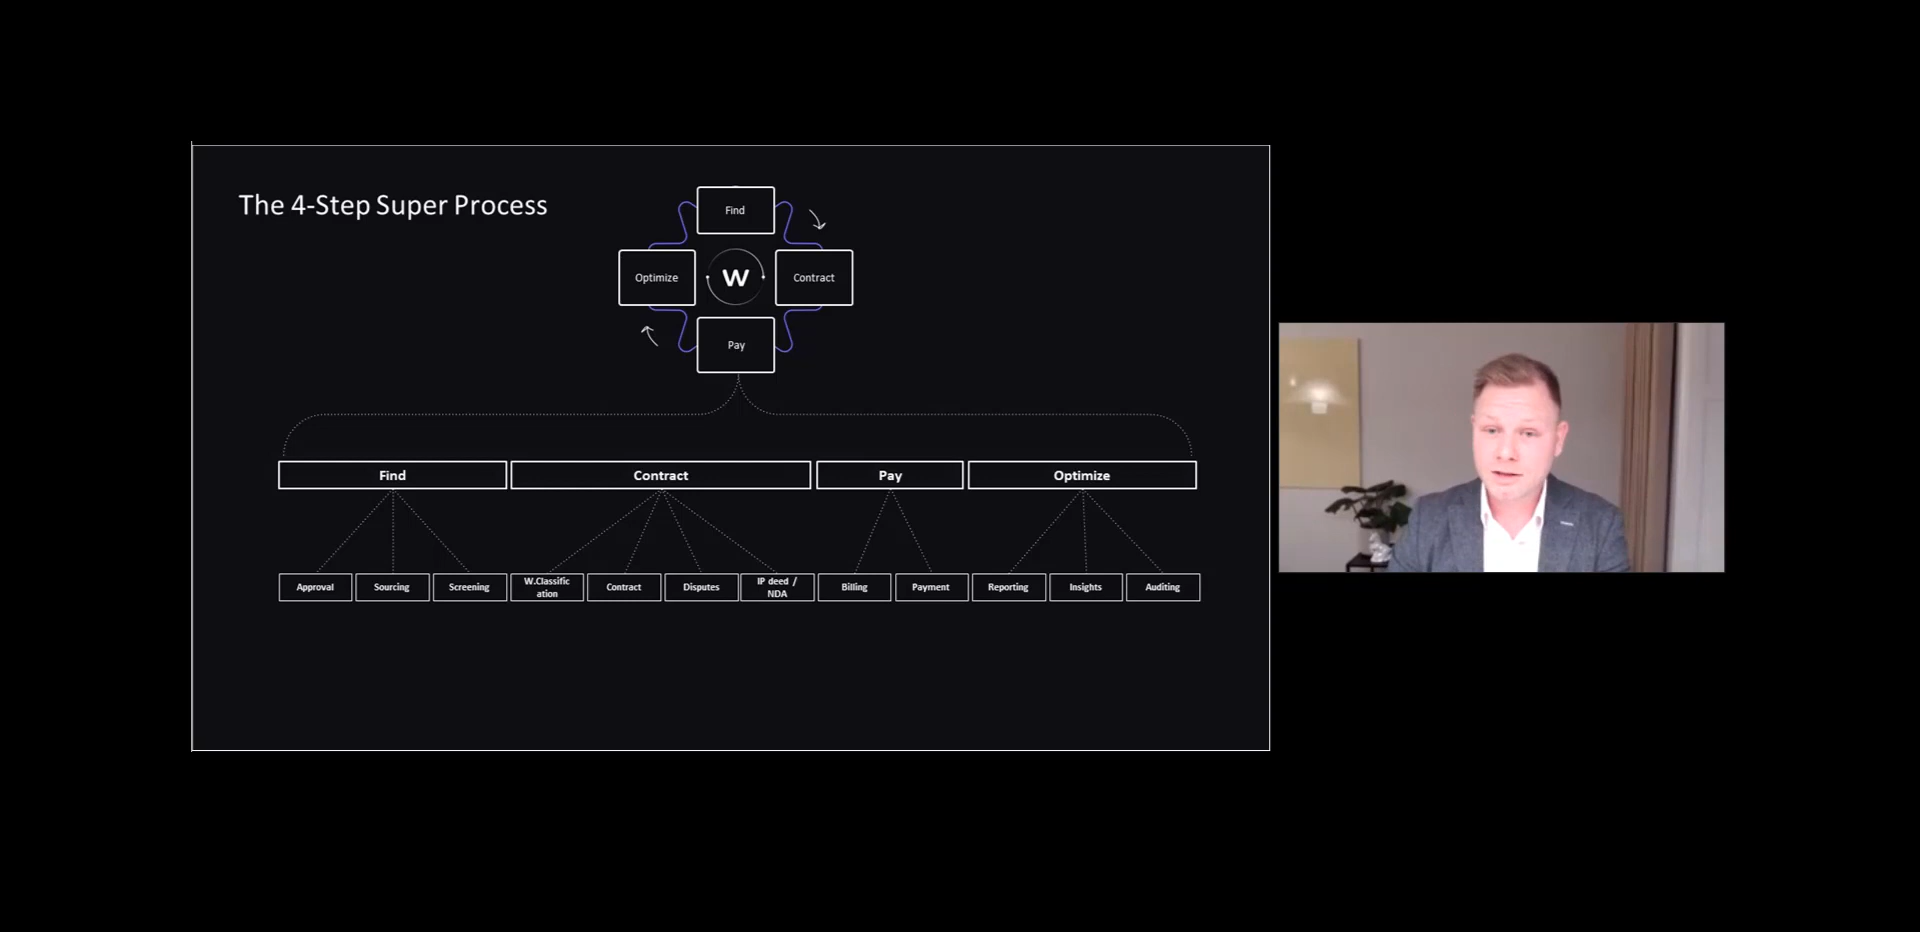 The 4-Step Super Process
Find
Optimize
W
Contract
Pay
Find
Contract
Pay
Optimize
Approval
Sourcing
Screening
W.Classific
ation
Contract
Disputes
IP deed /
NDA
Billing
Payment
Reporting
Insights
Auditing